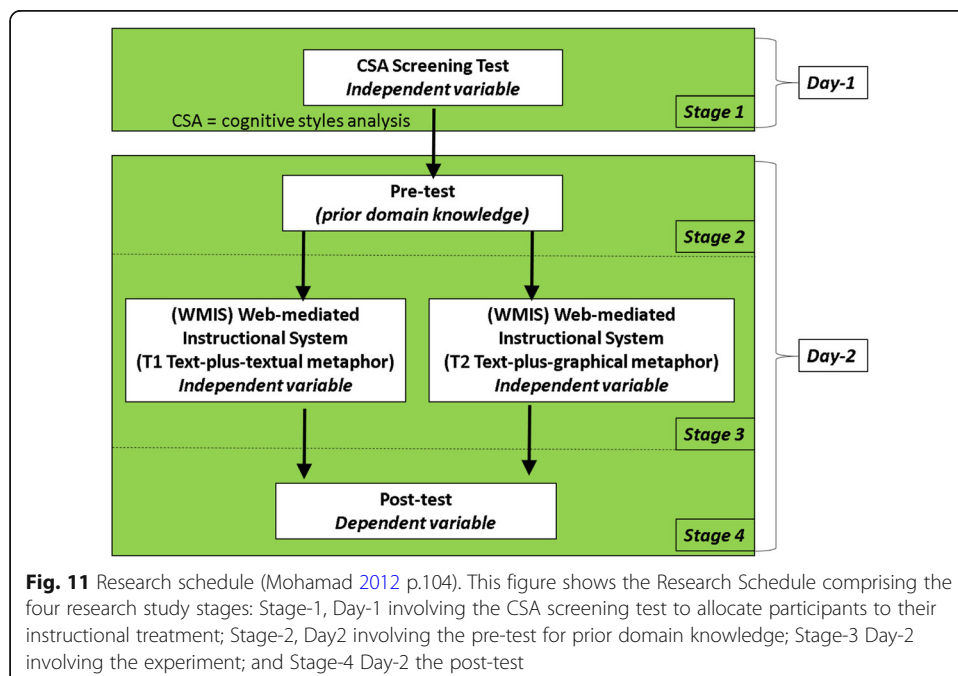 CSA Screening Test
Independent variable
Day-1
Stage 1
CSA = cognitive styles analysis
Pre-test
(prior domain knowledge)
Stage 2
(WMIS) Web-mediated
Instructional System
(T1 Text-plus-textual metaphor)
Independent variable
(WMIS) Web-mediated
Instructional System
(T2 Text-plus-graphical metaphor)
Independent variable
Day-2
Stage 3
Post-test
Dependent variable
Stage 4
Fig. 11 Research schedule (Mohamad 2012 p.104). This figure shows the Research Schedule comprising the
four research study stages: Stage-1, Day-1 involving the CSA screening test to allocate participants to their
instructional treatment; Stage-2, Day2 involving the pre-test for prior domain knowledge; Stage-3 Day-2
involving the experiment; and Stage-4 Day-2 the post-test